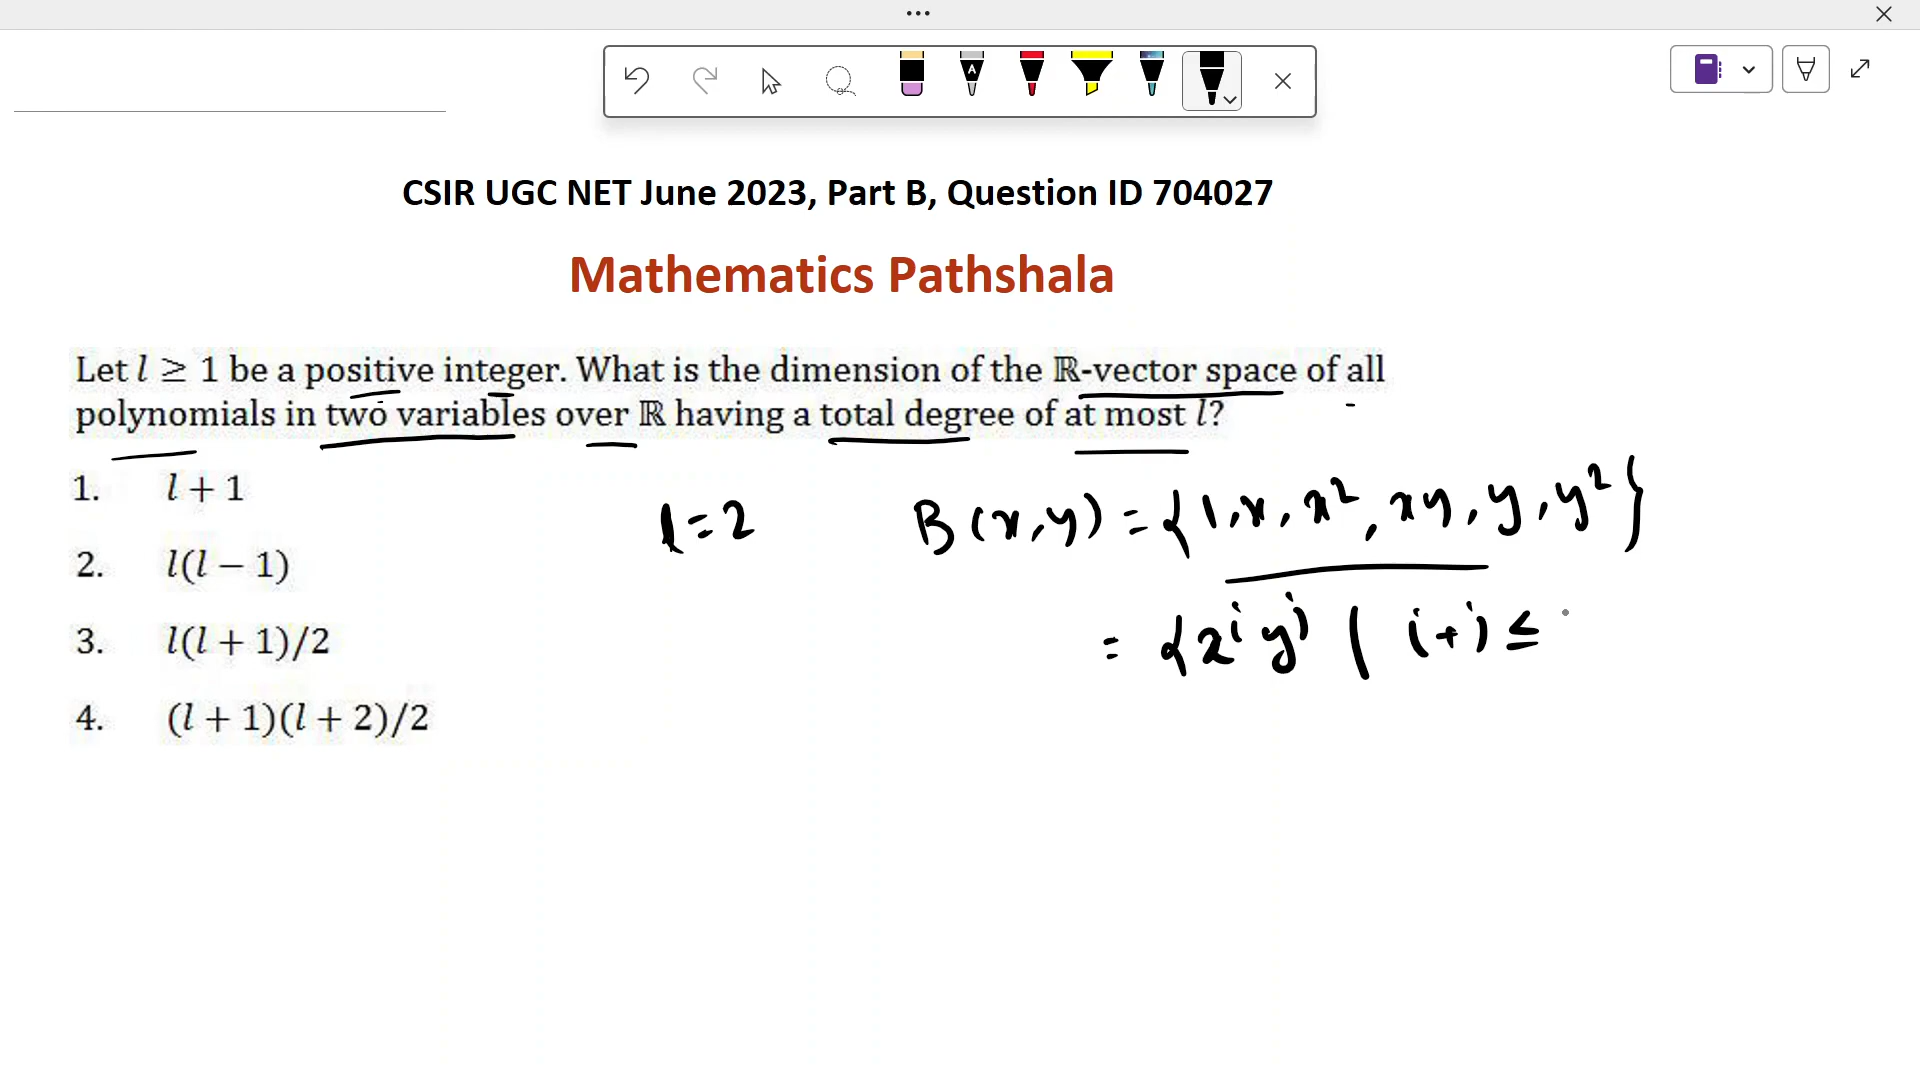 CSIR UGC NET June 2023, Part B, Question ID 704027
Mathematics Pathshala
Let l ≥ 1 be a positive integer. What is the dimension of the ℝ-vector space of all
polynomials in two variables over ℝ having a total degree of at most l?
1. l + 1
2. l(l − 1)
3. l(l + 1)/2
4. (l + 1)(l + 2)/2
l=2
B(x,y) = {1,x,x²,xy,y,y²}
= {xⁱ yʲ | i+j ≤